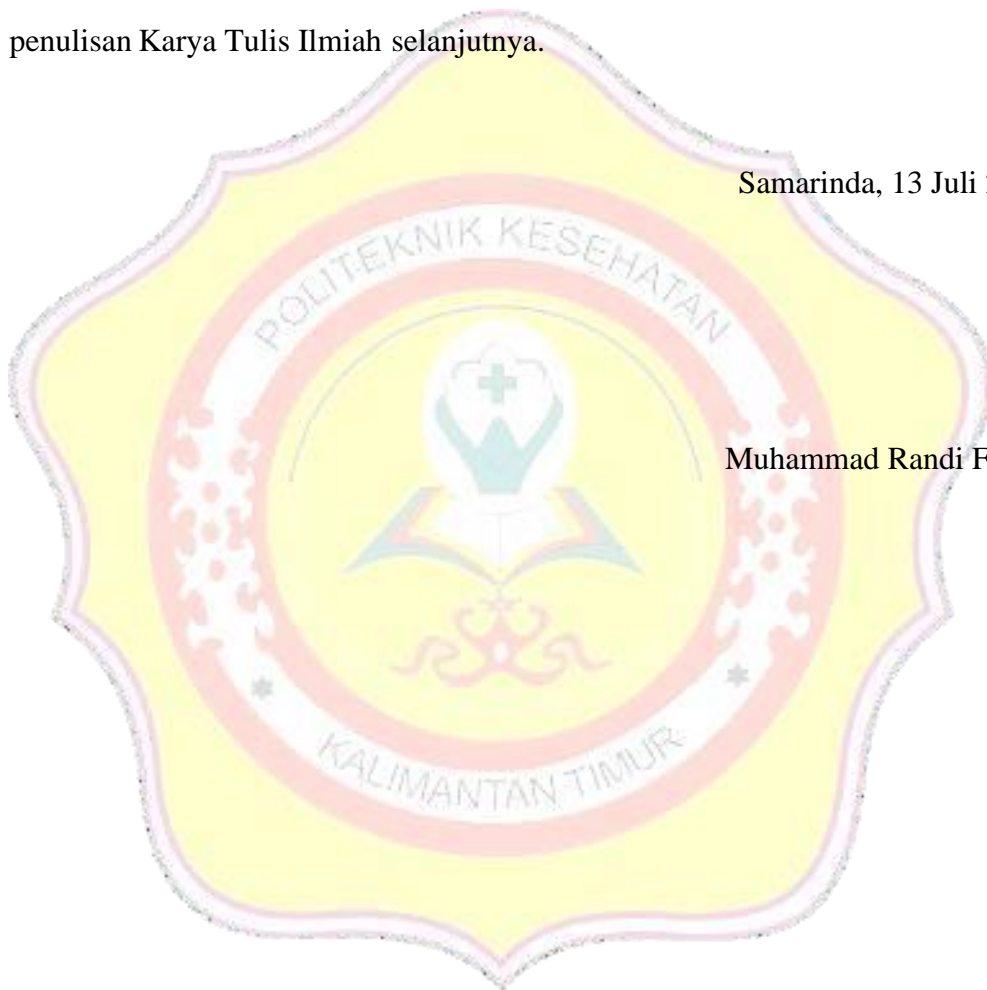 penulisan Karya Tulis Ilmiah selanjutnya.
Samarinda, 13 Juli
Muhammad Randi
POLITEKNIK KESEHATAN
KALIMANTAN TIMUR